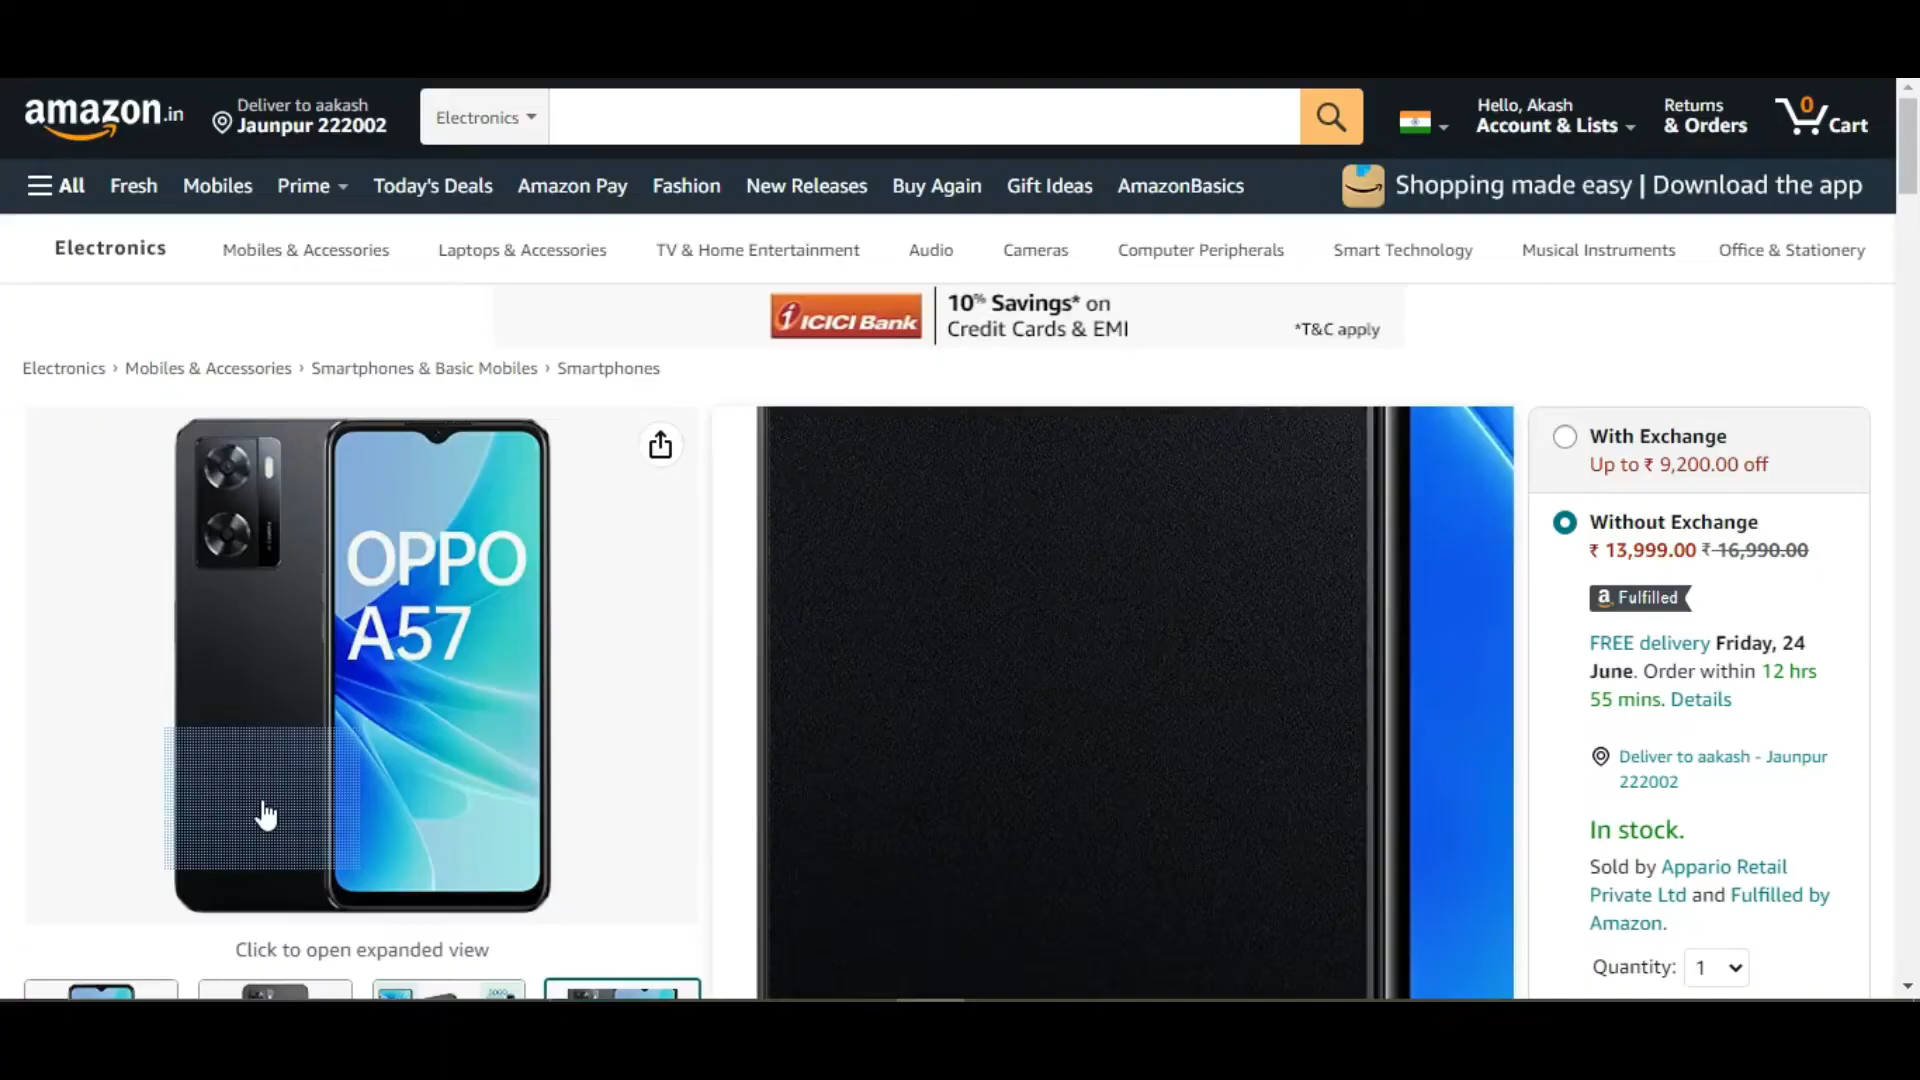 amazon.in
Deliver to aakash
Jaunpur 222002
Electronics
Hello, Akash
Account & Lists
Returns
& Orders
0
Cart
All
Fresh
Mobiles
Prime
Today's Deals
Amazon Pay
Fashion
New Releases
Buy Again
Gift Ideas
AmazonBasics
Shopping made easy | Download the app
Electronics
Mobiles & Accessories
Laptops & Accessories
TV & Home Entertainment
Audio
Cameras
Computer Peripherals
Smart Technology
Musical Instruments
Office & Stationery
ICICI Bank
10% Savings* on
Credit Cards & EMI
*T&C apply
Electronics › Mobiles & Accessories › Smartphones & Basic Mobiles › Smartphones
OPPO
A57
Click to open expanded view
With Exchange
Up to ₹ 9,200.00 off
Without Exchange
₹ 13,999.00 ₹ 16,990.00
a Fulfilled
FREE delivery Friday, 24
June. Order within 12 hrs
55 mins. Details
Deliver to aakash - Jaunpur
222002
In stock.
Sold by Appario Retail
Private Ltd and Fulfilled by
Amazon.
Quantity: 1